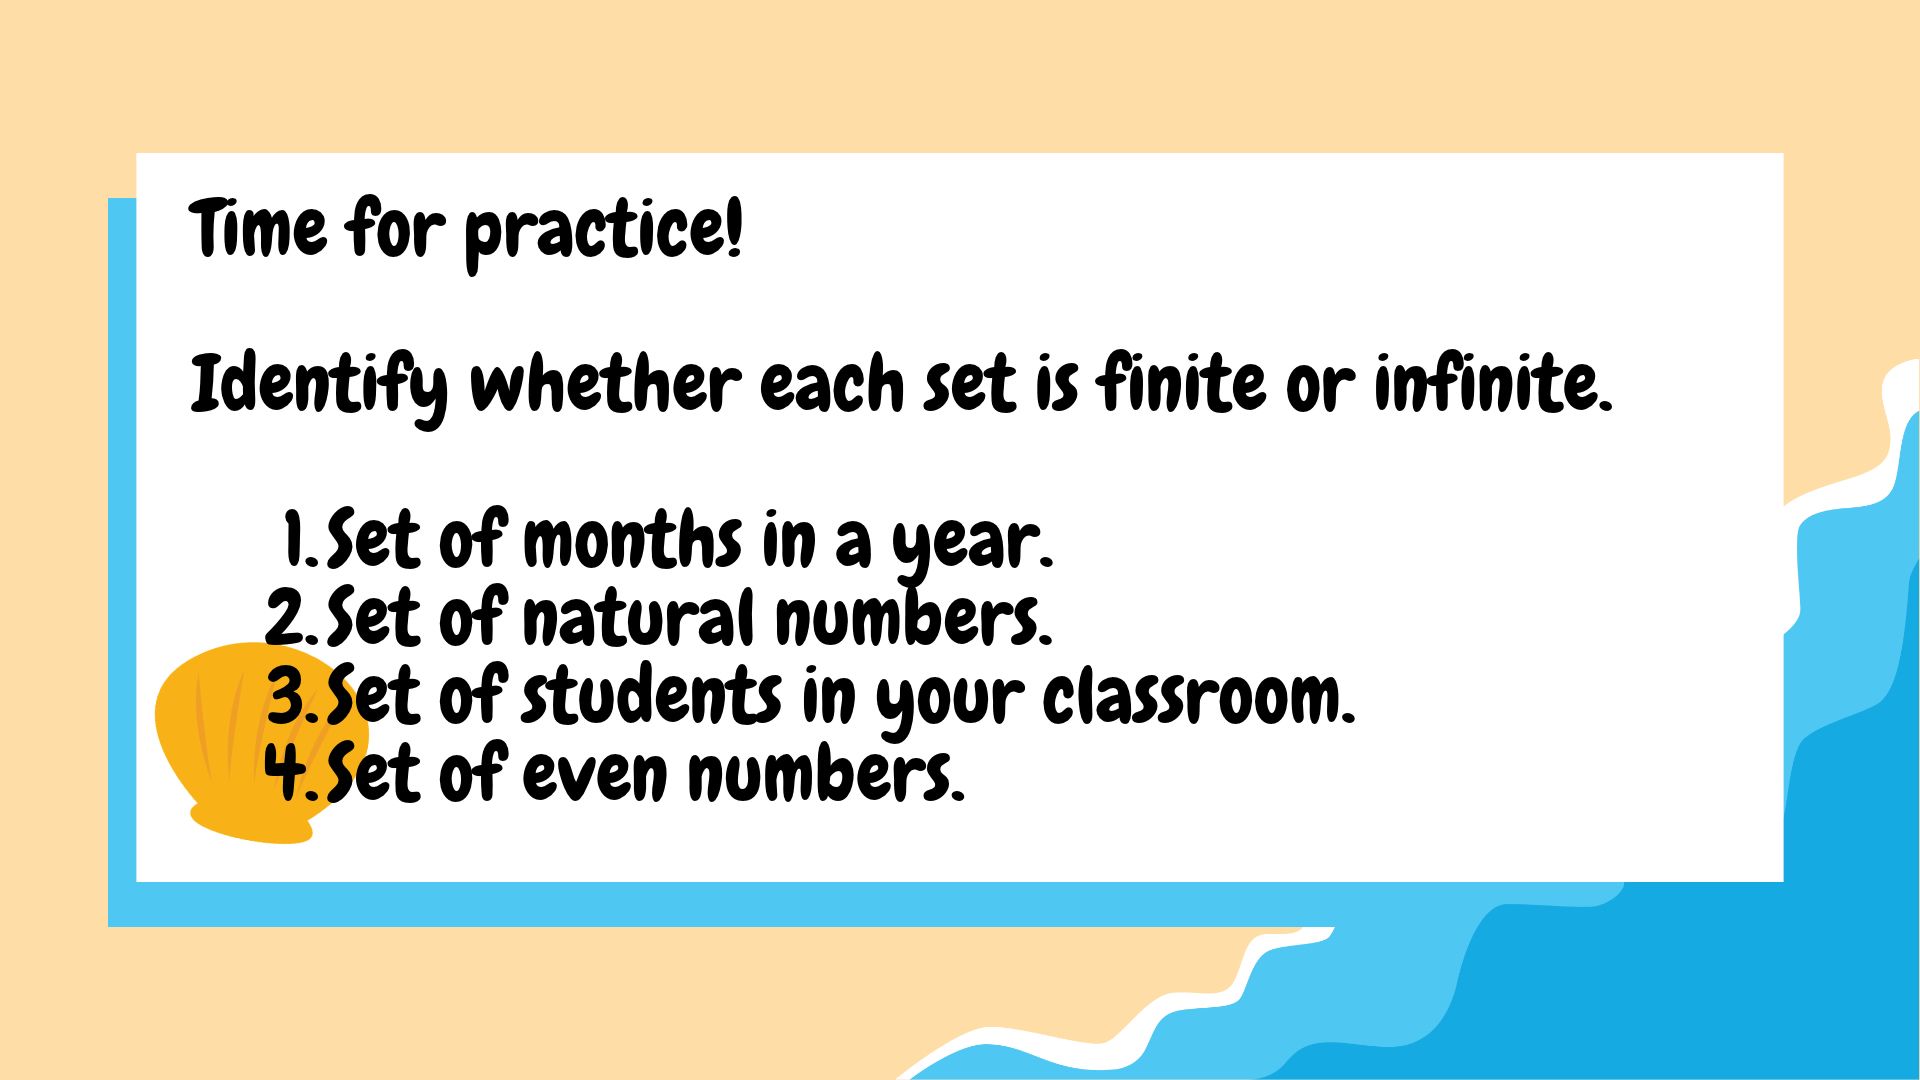 Time for practice!
Identify whether each set is finite or infinite.
1. Set of months in a year.
2. Set of natural numbers.
3. Set of students in your classroom.
4. Set of even numbers.